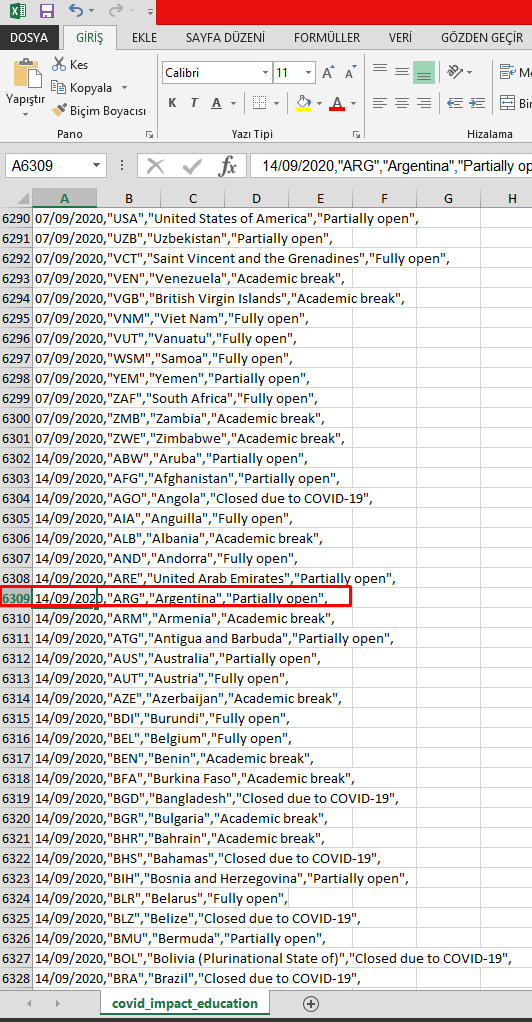 DOSYA GİRİŞ EKLE SAYFA DÜZENİ FORMÜLLER VERİ GÖZDEN GEÇİR
Yapıştır
Kes
Kopyala
Biçim Boyacısı
Pano
Calibri 11
K T A
Yazı Tipi
Hizalama
A6309 fx 14/09/2020,"ARG","Argentina","Partially op
A B C D E F G H
6290 07/09/2020,"USA","United States of America","Partially open",
6291 07/09/2020,"UZB","Uzbekistan","Partially open",
6292 07/09/2020,"VCT","Saint Vincent and the Grenadines","Fully open",
6293 07/09/2020,"VEN","Venezuela","Academic break",
6294 07/09/2020,"VGB","British Virgin Islands","Academic break",
6295 07/09/2020,"VNM","Viet Nam","Fully open",
6296 07/09/2020,"VUT","Vanuatu","Fully open",
6297 07/09/2020,"WSM","Samoa","Fully open",
6298 07/09/2020,"YEM","Yemen","Partially open",
6299 07/09/2020,"ZAF","South Africa","Fully open",
6300 07/09/2020,"ZMB","Zambia","Academic break",
6301 07/09/2020,"ZWE","Zimbabwe","Academic break",
6302 14/09/2020,"ABW","Aruba","Partially open",
6303 14/09/2020,"AFG","Afghanistan","Partially open",
6304 14/09/2020,"AGO","Angola","Closed due to COVID-19",
6305 14/09/2020,"AIA","Anguilla","Fully open",
6306 14/09/2020,"ALB","Albania","Academic break",
6307 14/09/2020,"AND","Andorra","Fully open",
6308 14/09/2020,"ARE","United Arab Emirates","Partially open",
6309 14/09/2020,"ARG","Argentina","Partially open",
6310 14/09/2020,"ARM","Armenia","Academic break",
6311 14/09/2020,"ATG","Antigua and Barbuda","Partially open",
6312 14/09/2020,"AUS","Australia","Partially open",
6313 14/09/2020,"AUT","Austria","Fully open",
6314 14/09/2020,"AZE","Azerbaijan","Academic break",
6315 14/09/2020,"BDI","Burundi","Fully open",
6316 14/09/2020,"BEL","Belgium","Fully open",
6317 14/09/2020,"BEN","Benin","Academic break",
6318 14/09/2020,"BFA","Burkina Faso","Academic break",
6319 14/09/2020,"BGD","Bangladesh","Closed due to COVID-19",
6320 14/09/2020,"BGR","Bulgaria","Academic break",
6321 14/09/2020,"BHR","Bahrain","Academic break",
6322 14/09/2020,"BHS","Bahamas","Closed due to COVID-19",
6323 14/09/2020,"BIH","Bosnia and Herzegovina","Partially open",
6324 14/09/2020,"BLR","Belarus","Fully open",
6325 14/09/2020,"BLZ","Belize","Closed due to COVID-19",
6326 14/09/2020,"BMU","Bermuda","Partially open",
6327 14/09/2020,"BOL","Bolivia (Plurinational State of)","Closed due to COVID-19",
6328 14/09/2020,"BRA","Brazil","Closed due to COVID-19",
covid_impact_education